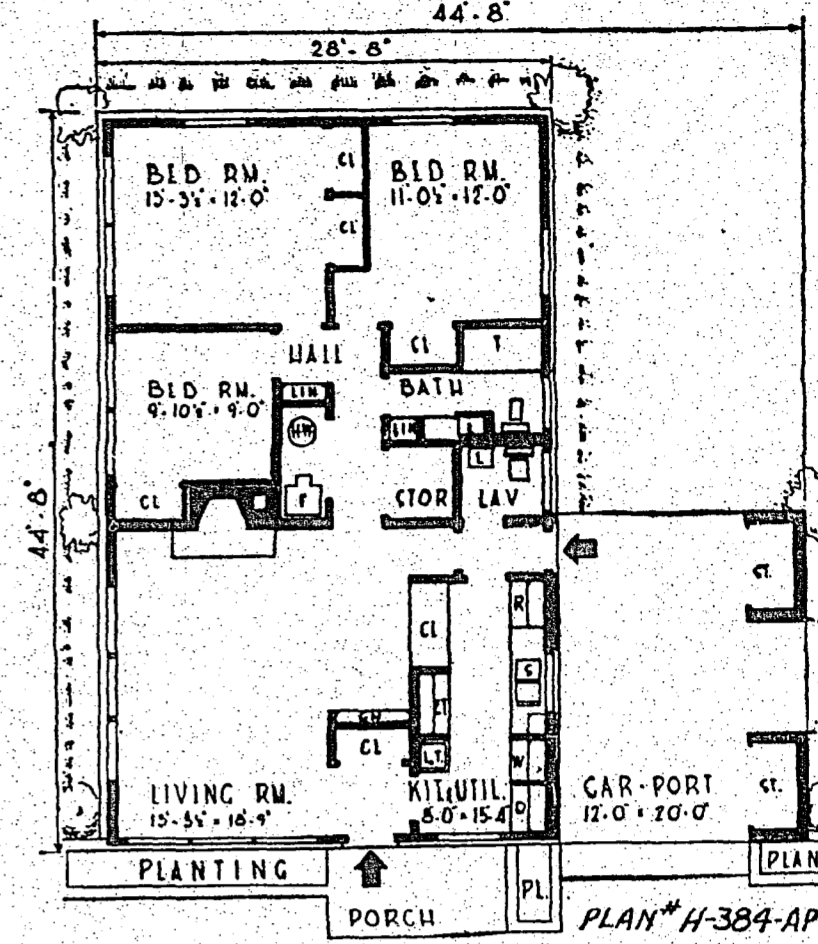 44'-8"
28'-8"
44'-8"
BED RM.
15'-3½" × 12'-0"
CL
CL
BED RM.
11'-0½" × 12'-0"
HALL
CL
T
BED RM.
9'-10½" × 9'-0"
LIN
HW
BATH
LIN
L
L
CL
F
STOR
LAV
ST.
CL
R
S
CL
LT.
W
D
LIVING RM.
15'-3½" × 18'-9"
KIT & UTIL.
8'-0" × 15'-4"
CAR-PORT
12'-0" × 20'-0"
ST.
PLANTING
PORCH
PL.
PLAN
PLAN# H-384-AP